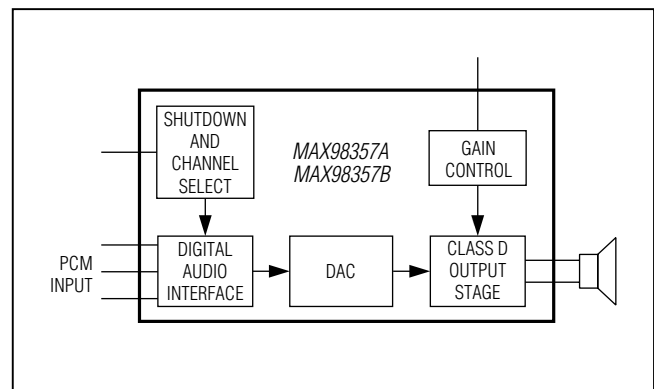 SHUTDOWN
AND
CHANNEL
SELECT
MAX98357A
MAX98357B
GAIN
CONTROL
PCM
INPUT
DIGITAL
AUDIO
INTERFACE
DAC
CLASS D
OUTPUT
STAGE